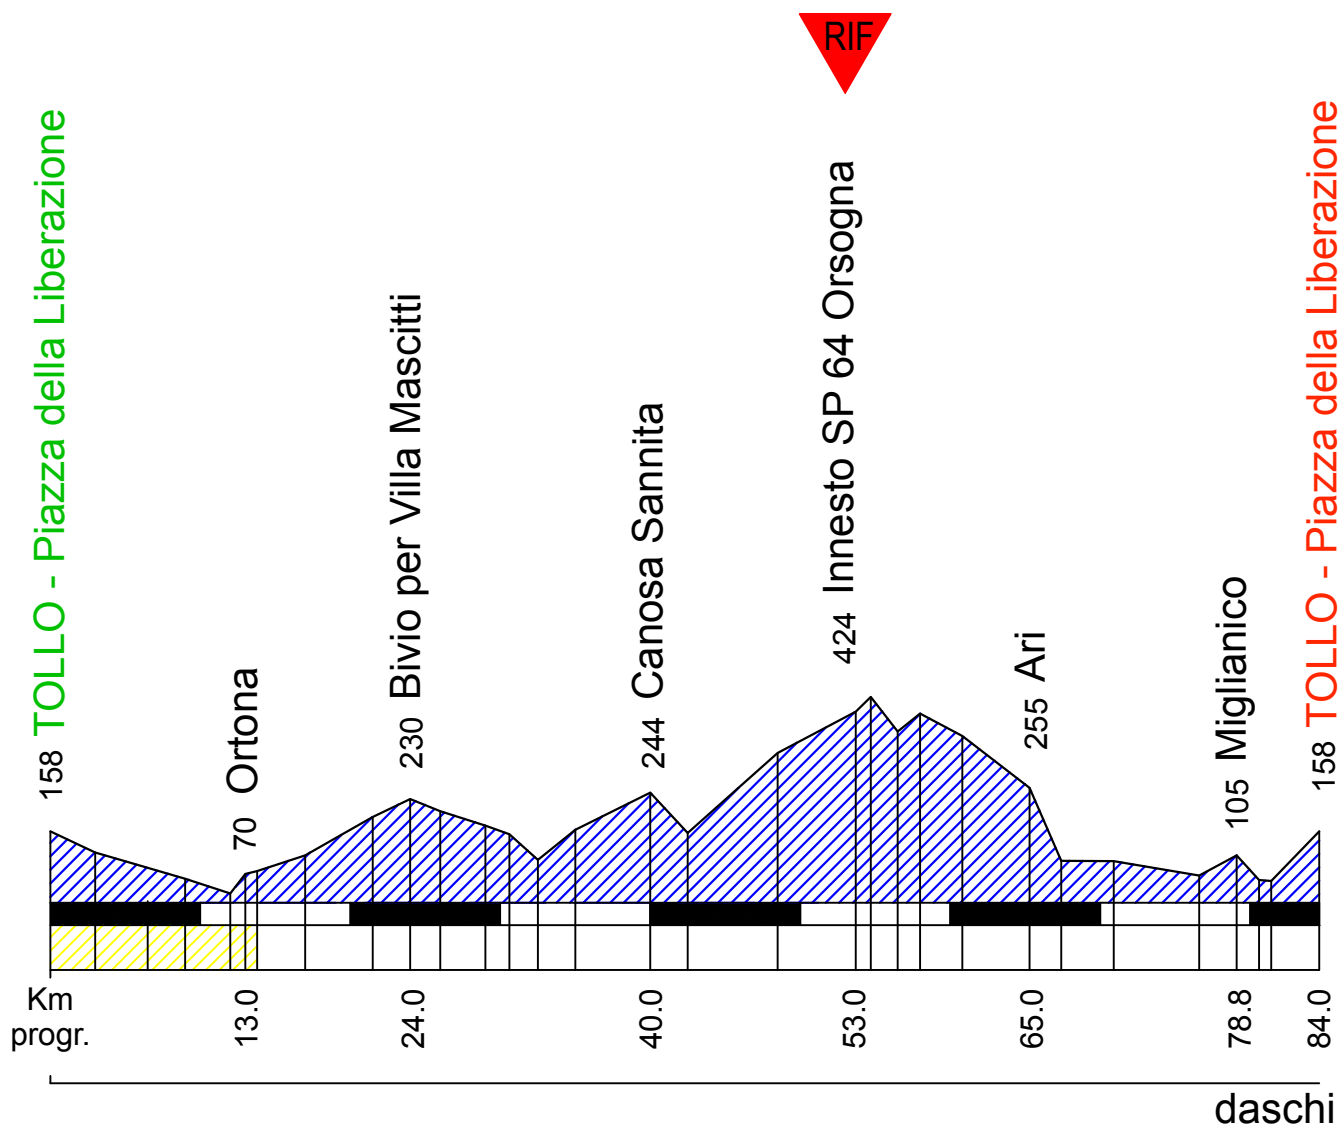 RIF
158 TOLLO - Piazza della Liberazione
70 Ortona
230 Bivio per Villa Mascitti
244 Canosa Sannita
424 Innesto SP 64 Orsogna
255 Ari
105 Miglianico
158 TOLLO - Piazza della Liberazione
Km
progr.
13.0
24.0
40.0
53.0
65.0
78.8
84.0
daschi